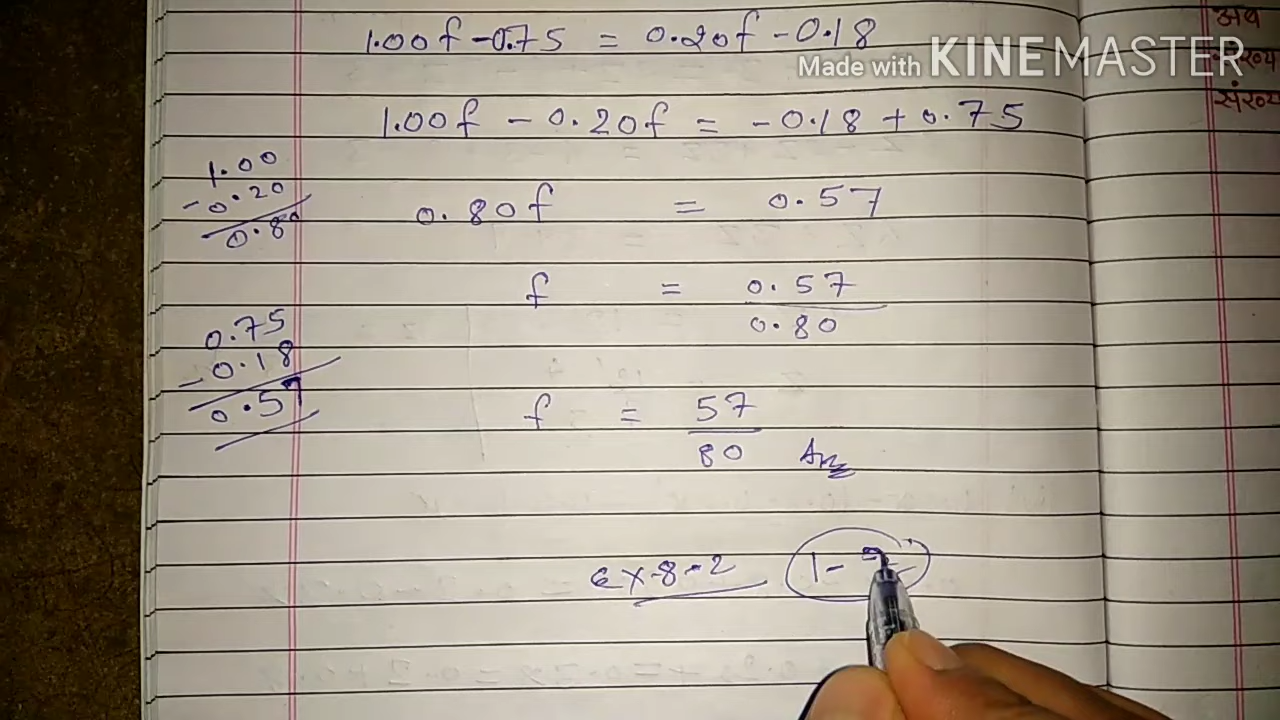 1.00f - 0.75 = 0.20f - 0.18
Made with KINEMASTER
1.00f - 0.20f = -0.18 + 0.75
1.00
- 0.20
0.80
0.80f = 0.57
f = 0.57
0.80
0.75
- 0.18
0.57
f = 57
80 Ans
1 -
अब
संख्य